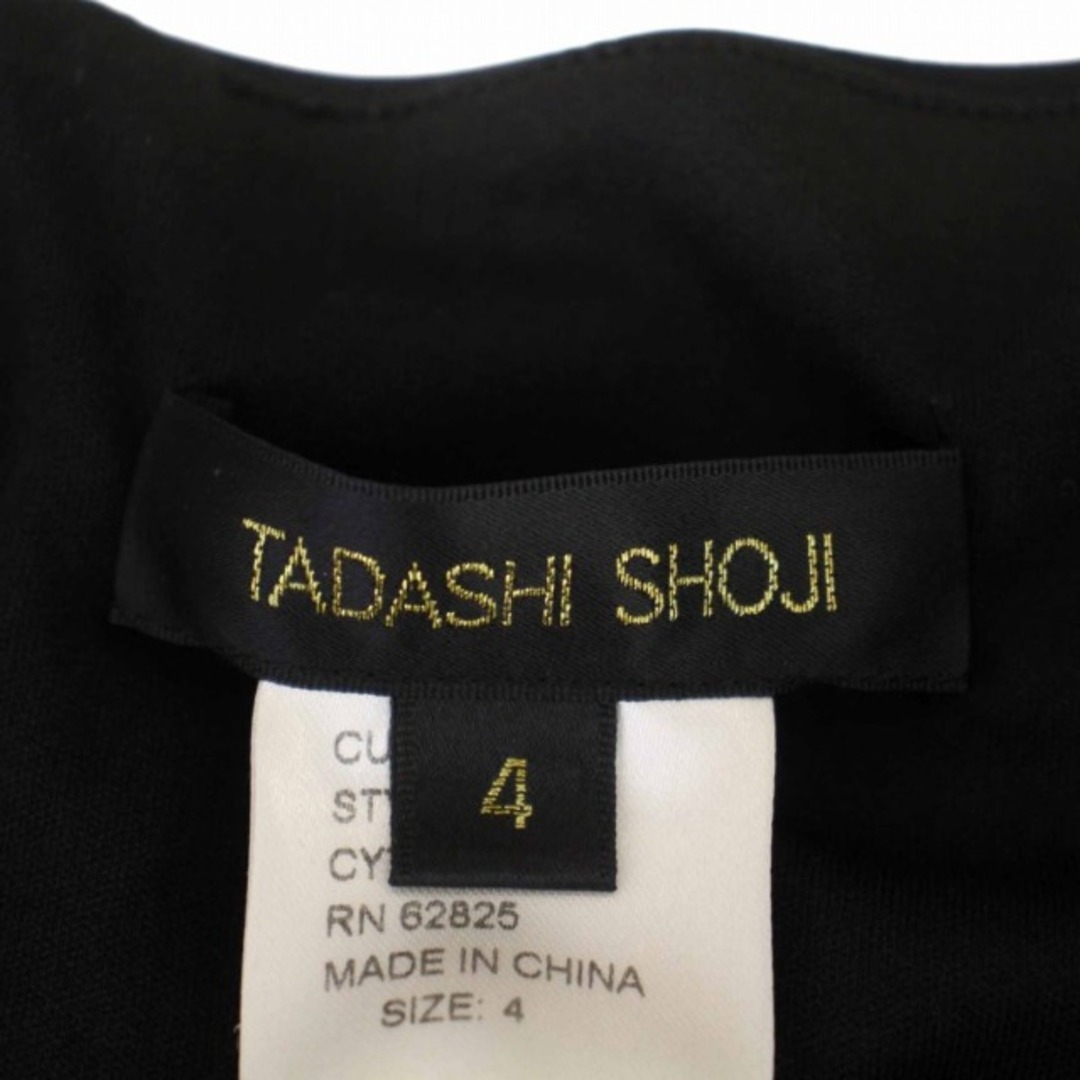 TADASHI SHOJI
4
RN 62825
MADE IN CHINA
SIZE: 4